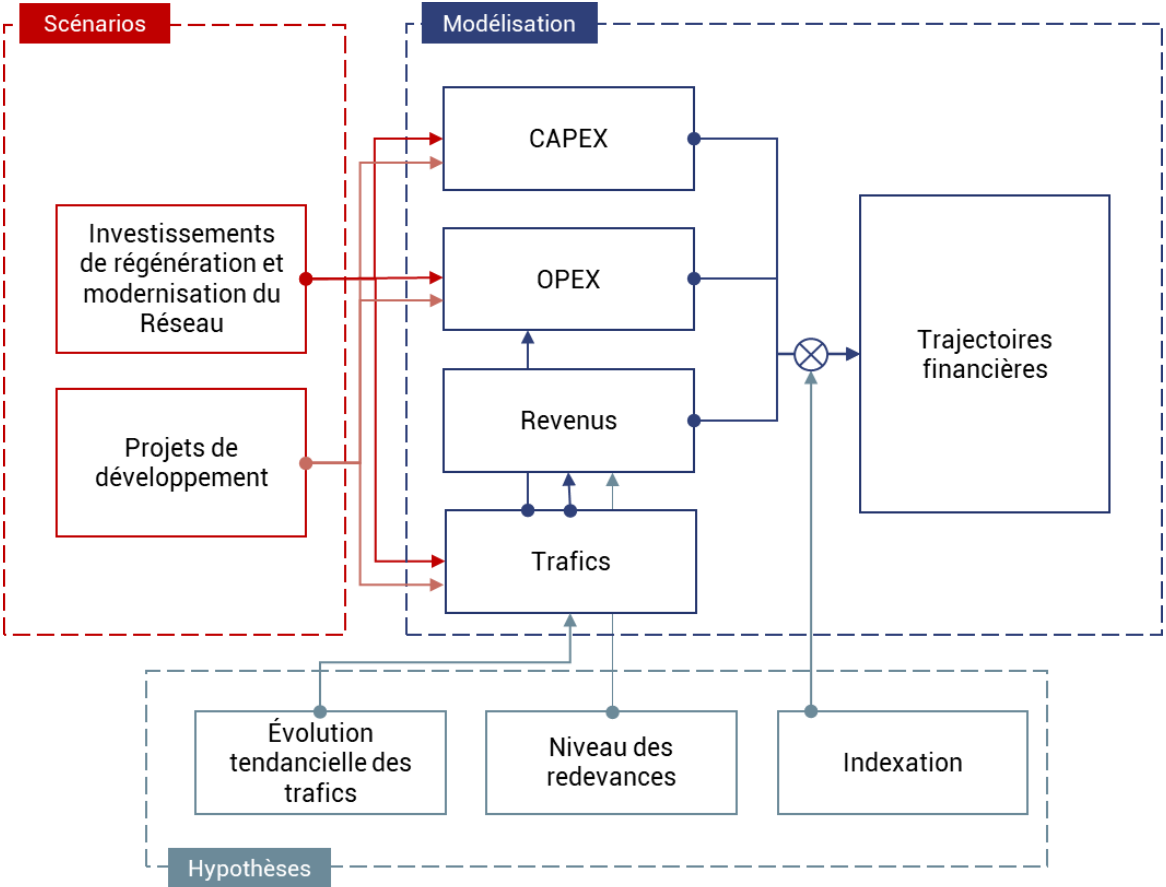 Scénarios
Modélisation
CAPEX
Investissements
de régénération et
modernisation du
Réseau
OPEX
Trajectoires
financières
Revenus
Projets de
développement
Trafics
Évolution
tendancielle des
trafics
Niveau des
redevances
Indexation
Hypothèses